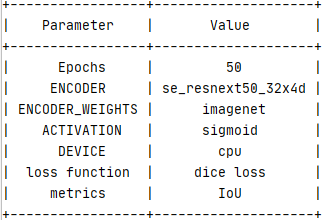 Parameter | Value
Epochs | 50
ENCODER | se_resnext50_32x4d
ENCODER_WEIGHTS | imagenet
ACTIVATION | sigmoid
DEVICE | cpu
loss function | dice loss
metrics | IoU